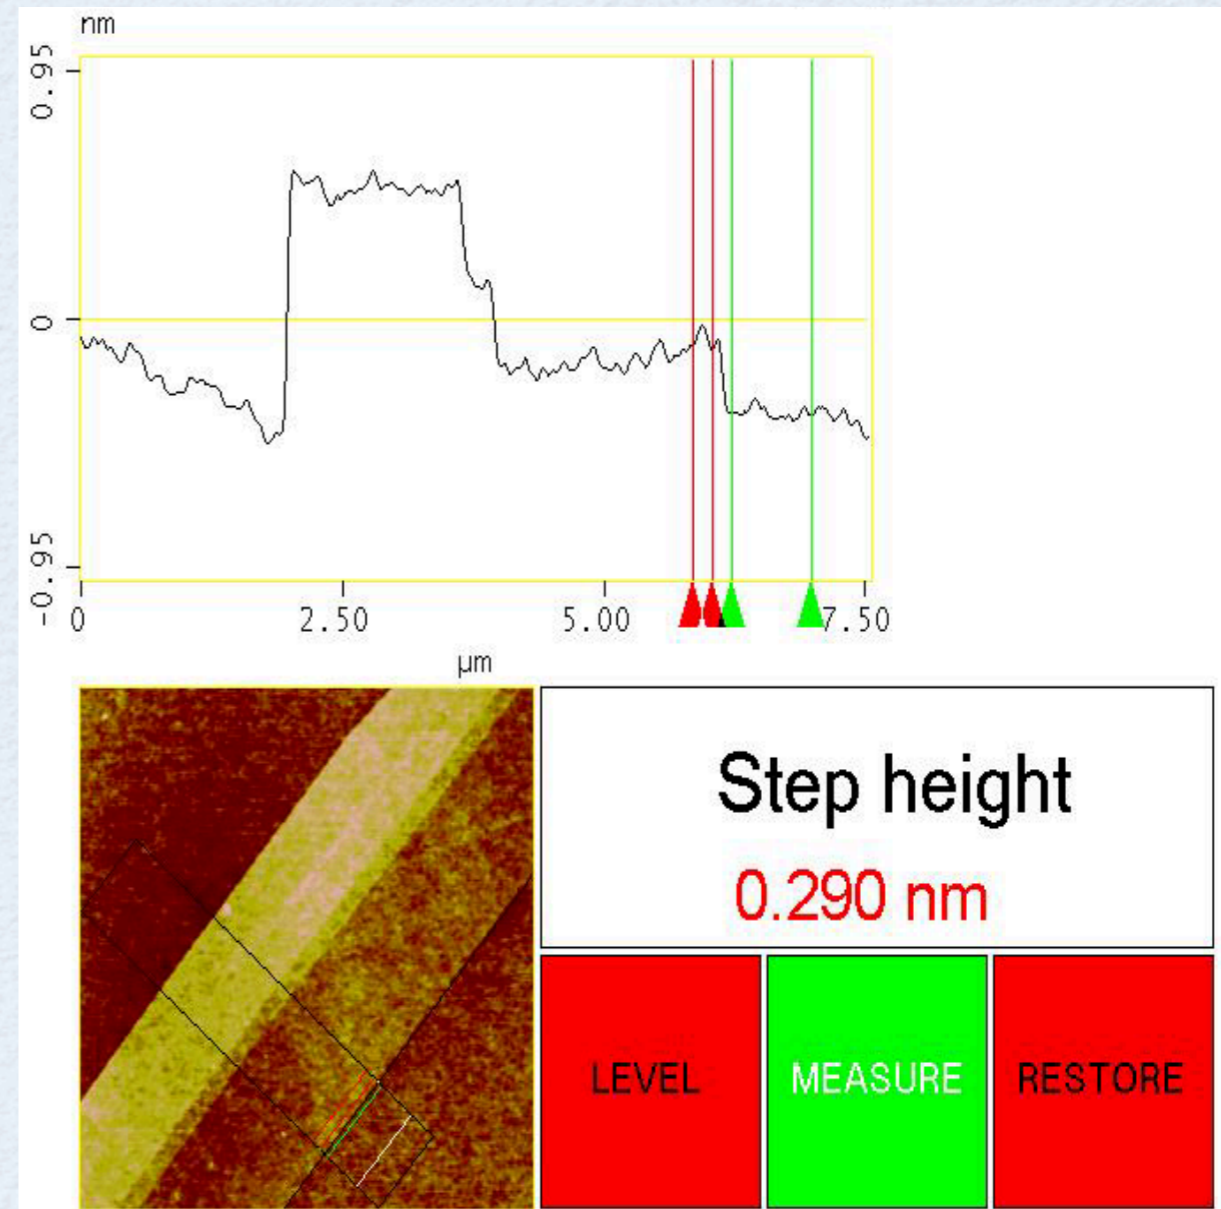 nm
0.95
0
-0.95
0 2.50 5.00 7.50
µm
Step height
0.290 nm
LEVEL MEASURE RESTORE